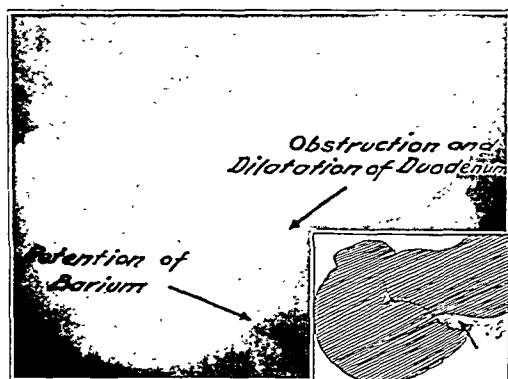 Obstruction and
Dilatation of Duodenum
Retention of
Barium